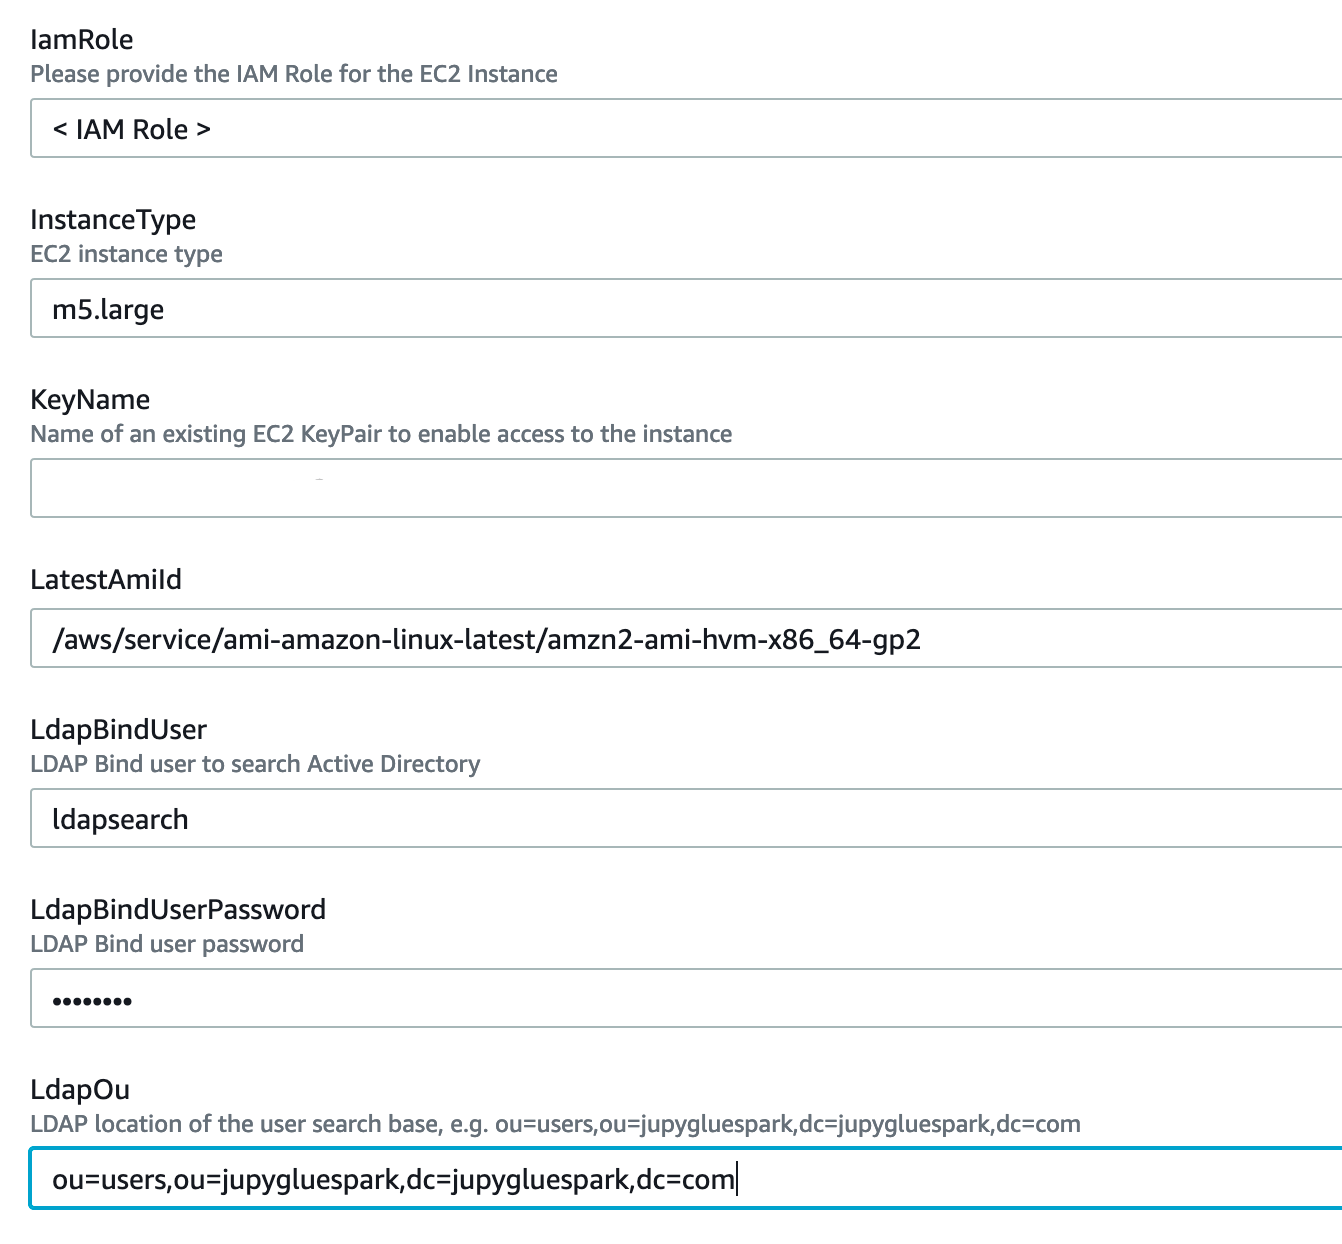 IamRole
Please provide the IAM Role for the EC2 Instance
< IAM Role >
InstanceType
EC2 instance type
m5.large
KeyName
Name of an existing EC2 KeyPair to enable access to the instance
LatestAmiId
/aws/service/ami-amazon-linux-latest/amzn2-ami-hvm-x86_64-gp2
LdapBindUser
LDAP Bind user to search Active Directory
ldapsearch
LdapBindUserPassword
LDAP Bind user password
••••••••
LdapOu
LDAP location of the user search base, e.g. ou=users,ou=jupygluespark,dc=jupygluespark,dc=com
ou=users,ou=jupygluespark,dc=jupygluespark,dc=com